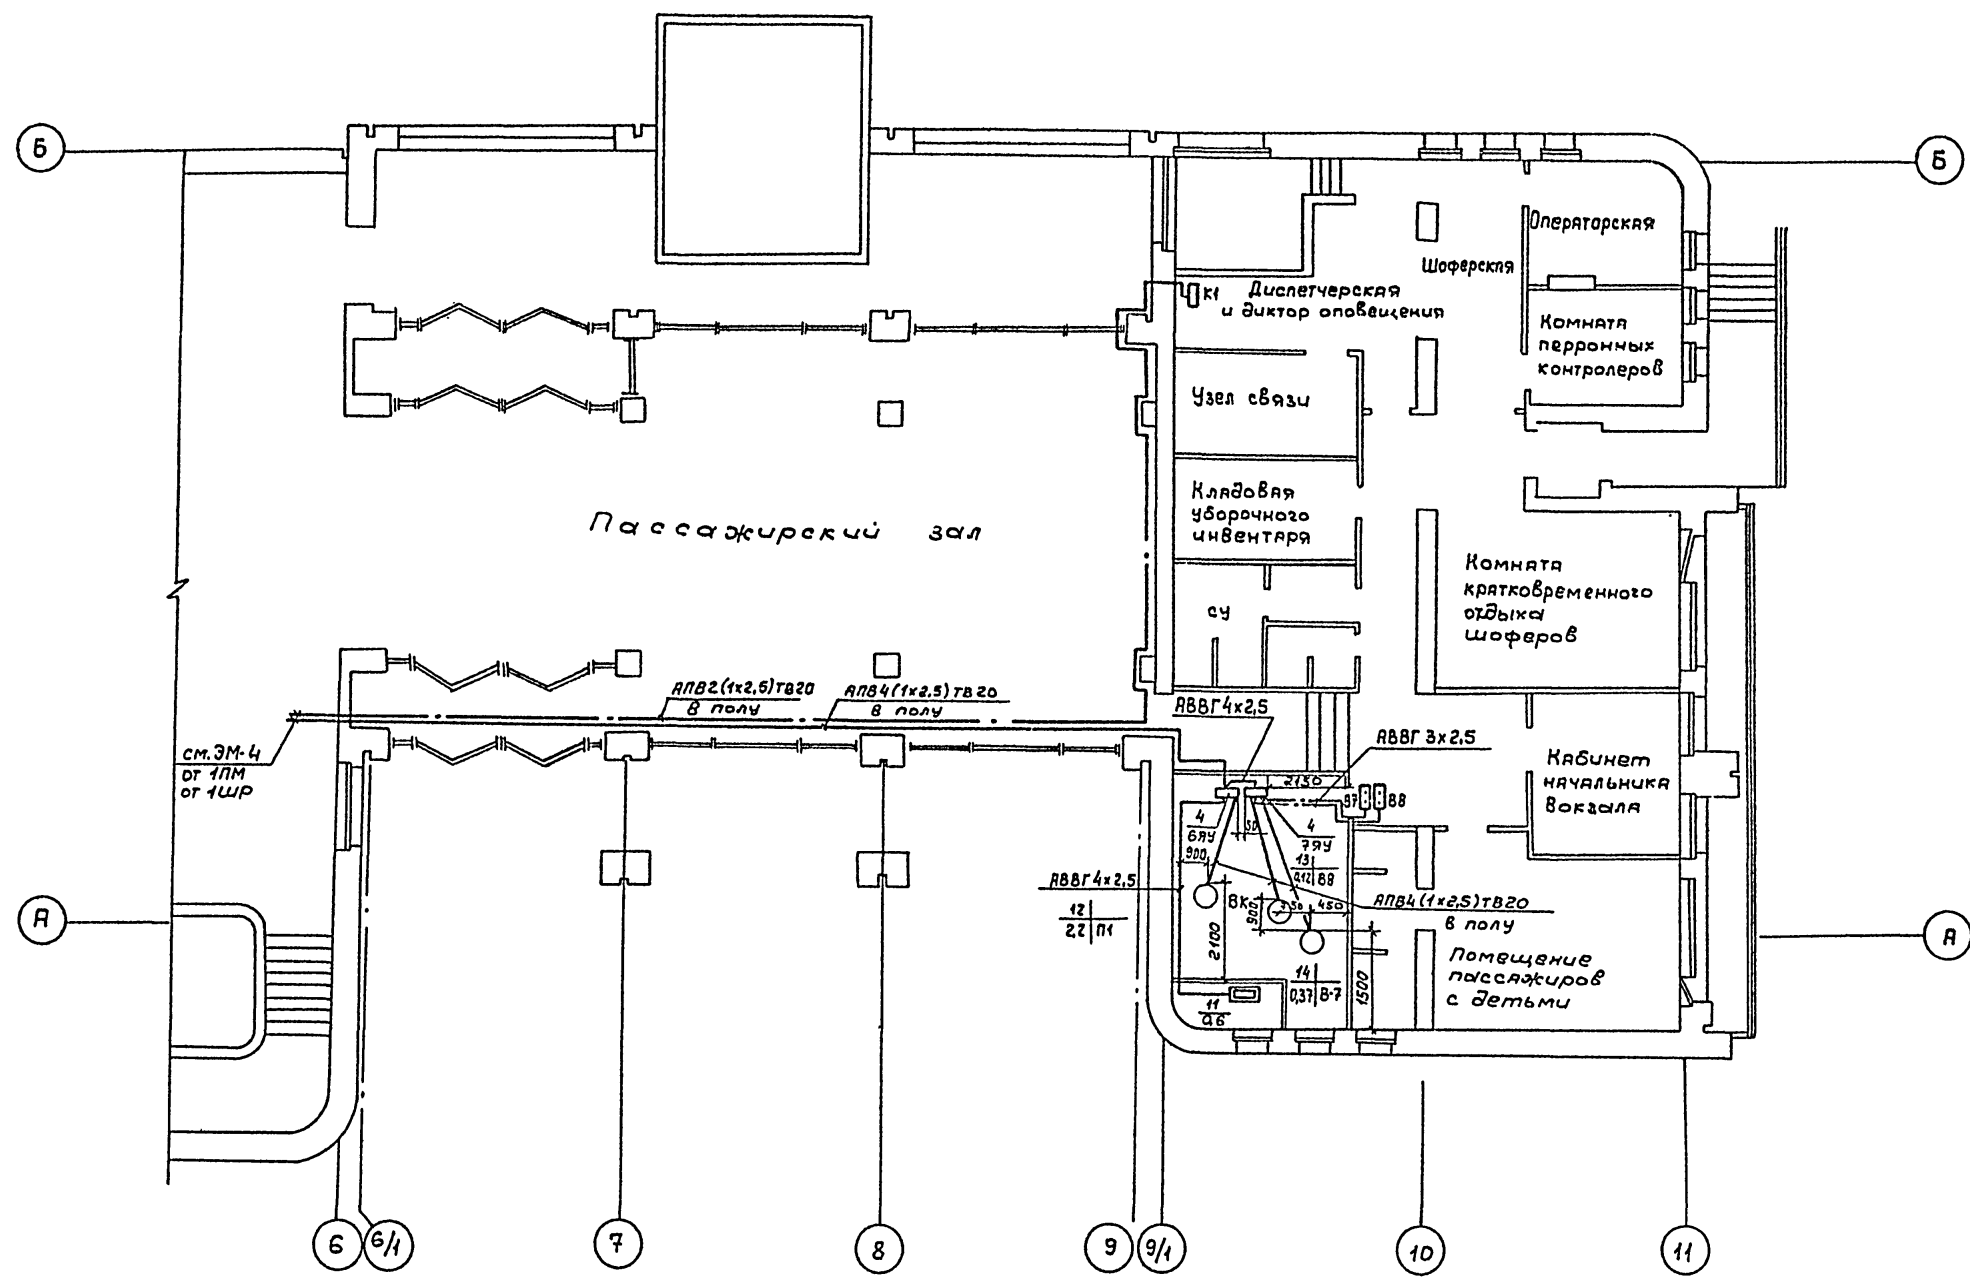 Б
Б
Операторская
Шоферская
К1
Диспетчерская
и диктор оповещения
Комната
перронных
контролеров
Узел связи
Кладовая
уборочного
инвентаря
Пассажирский зал
Комната
кратковременного
отдыха
шоферов
СУ
АПВ2(1х2,5)ТВ20
в полу
АПВ4(1х2,5)ТВ20
в полу
АВВГ4х2,5
АВВГ 3х2,5
см. ЭМ-4
от 1ПМ
от 1ШР
Кабинет
начальника
вокзала
2150
В7
В8
4
6ЯУ
50
4
7ЯУ
900
13
0,12
В8
АВВГ4х2,5
12
2,2
П1
ВК
900
450
АПВ4(1х2,5)ТВ20
в полу
2100
А
А
Помещение
пассажиров
с детьми
14
0,37
В-7
1500
11
0,6
6
6/1
7
8
9
9/1
10
11